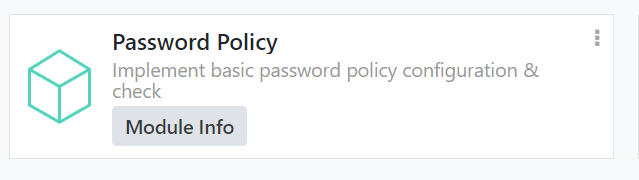 Password Policy
Implement basic password policy configuration &
check
Module Info